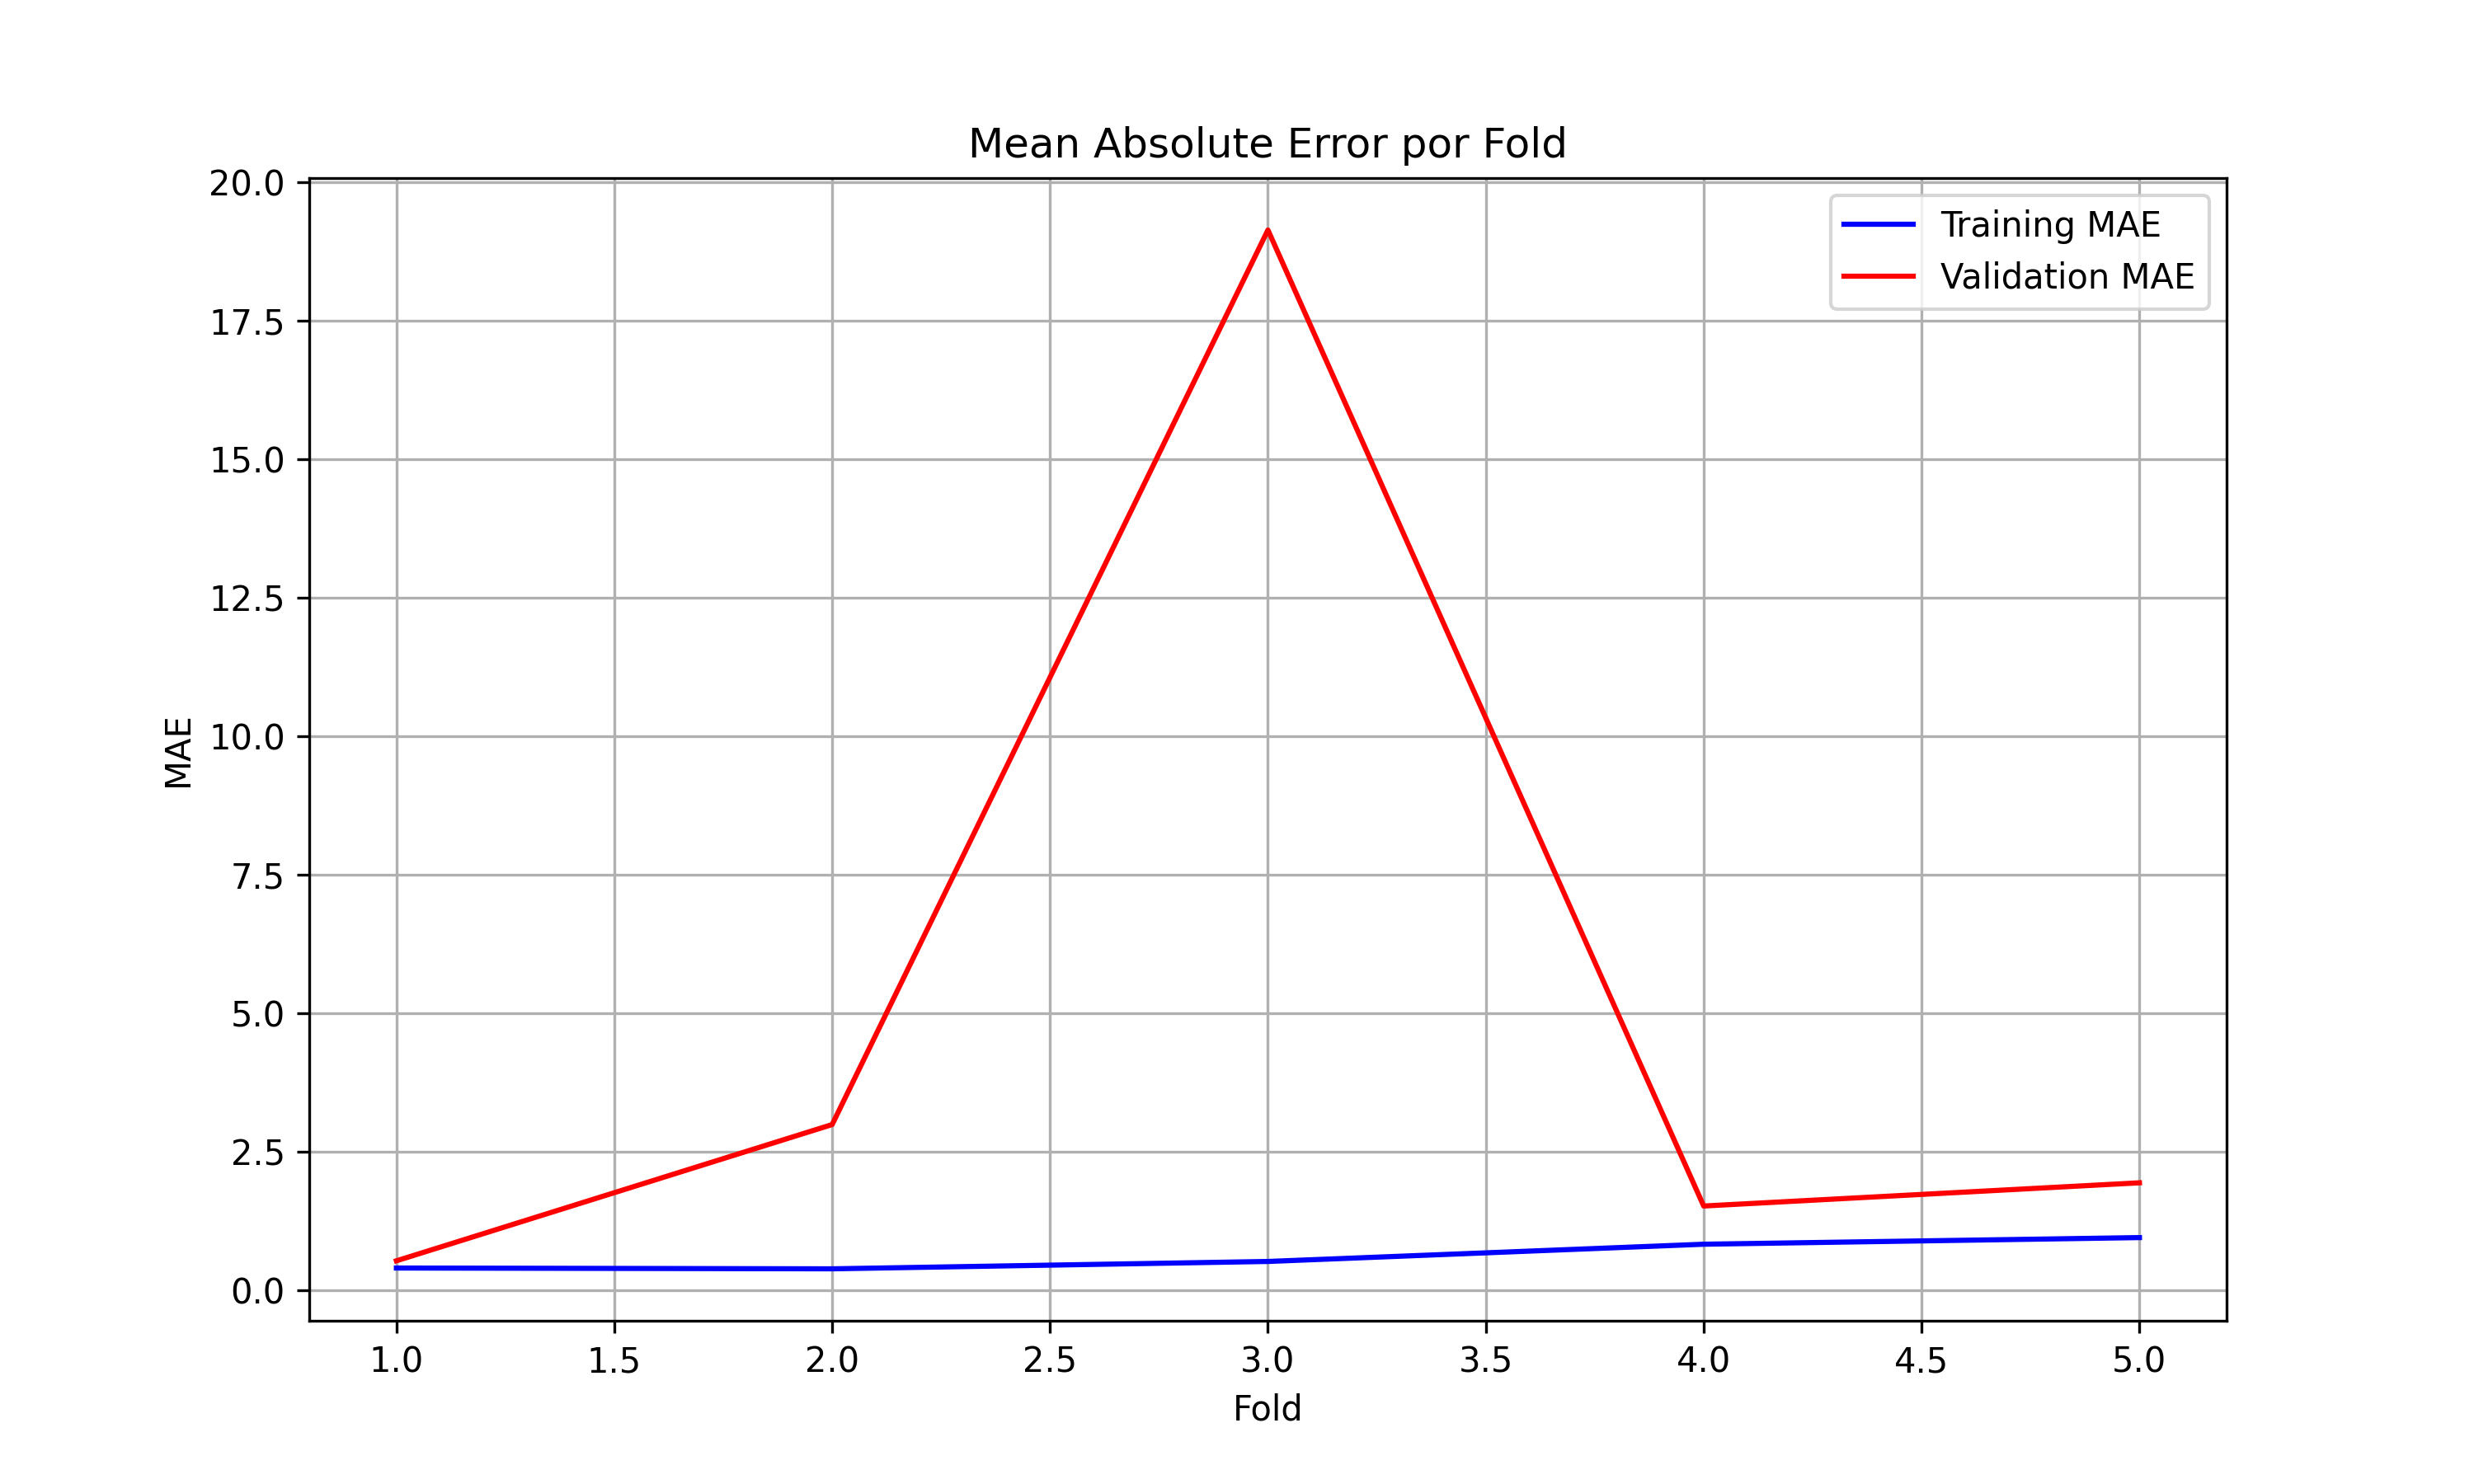 Mean Absolute Error por Fold
Training MAE
Validation MAE
20.0
17.5
15.0
12.5
10.0
7.5
5.0
2.5
0.0
MAE
1.0 1.5 2.0 2.5 3.0 3.5 4.0 4.5 5.0
Fold